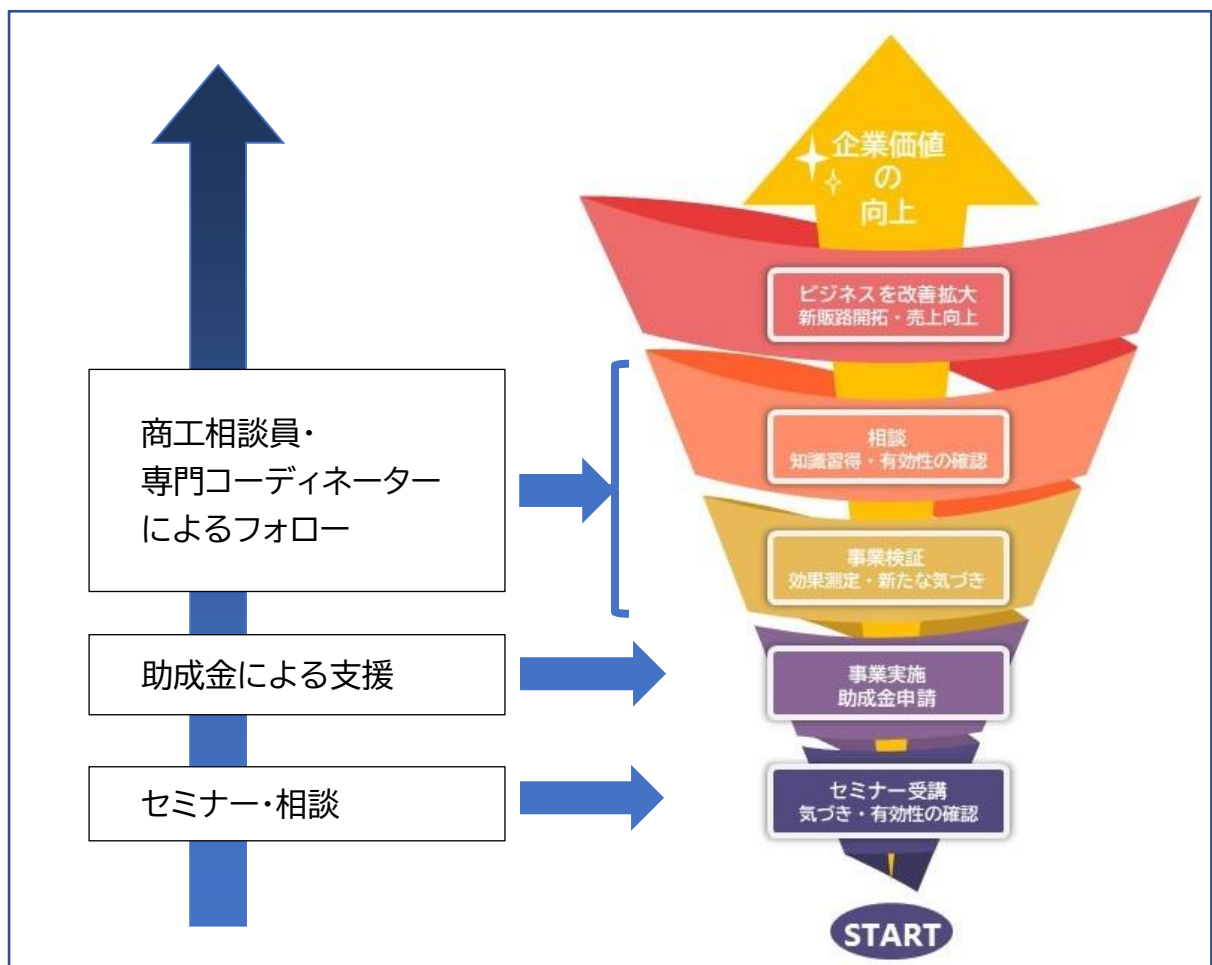 企業価値
の
向上
ビジネスを改善拡大
新販路開拓・売上向上
商工相談員・
専門コーディネーター
によるフォロー
相談
知識習得・有効性の確認
事業検証
効果測定・新たな気づき
助成金による支援
事業実施
助成金申請
セミナー・相談
セミナー受講
気づき・有効性の確認
START